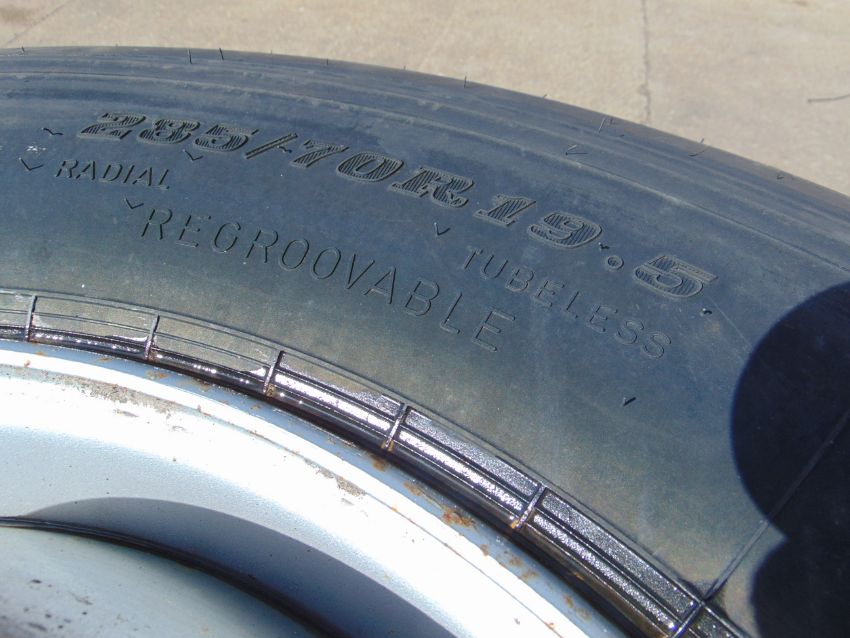 285/70R19.5
RADIAL
TUBELESS
REGROOVABLE